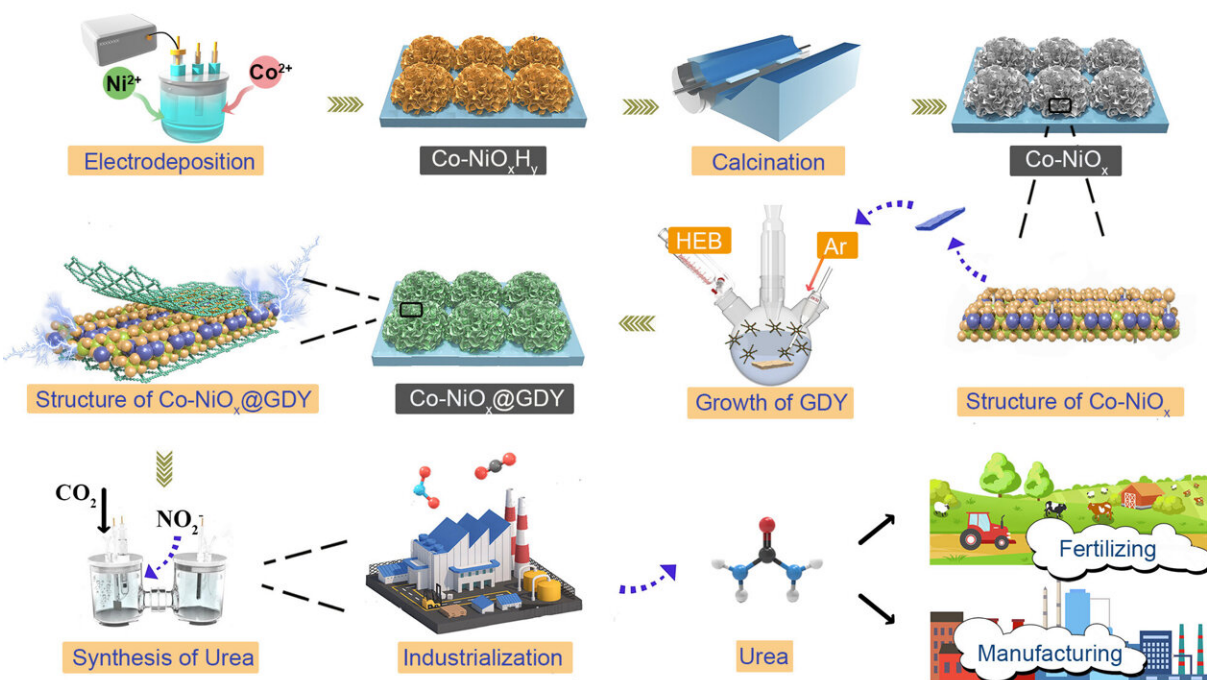 Ni²⁺
Co²⁺
Electrodeposition
Co-NiOₓHᵧ
Calcination
Co-NiOₓ
HEB
Ar
Structure of Co-NiOₓ@GDY
Co-NiOₓ@GDY
Growth of GDY
Structure of Co-NiOₓ
CO₂
NO₂⁻
Fertilizing
Synthesis of Urea
Industrialization
Urea
Manufacturing